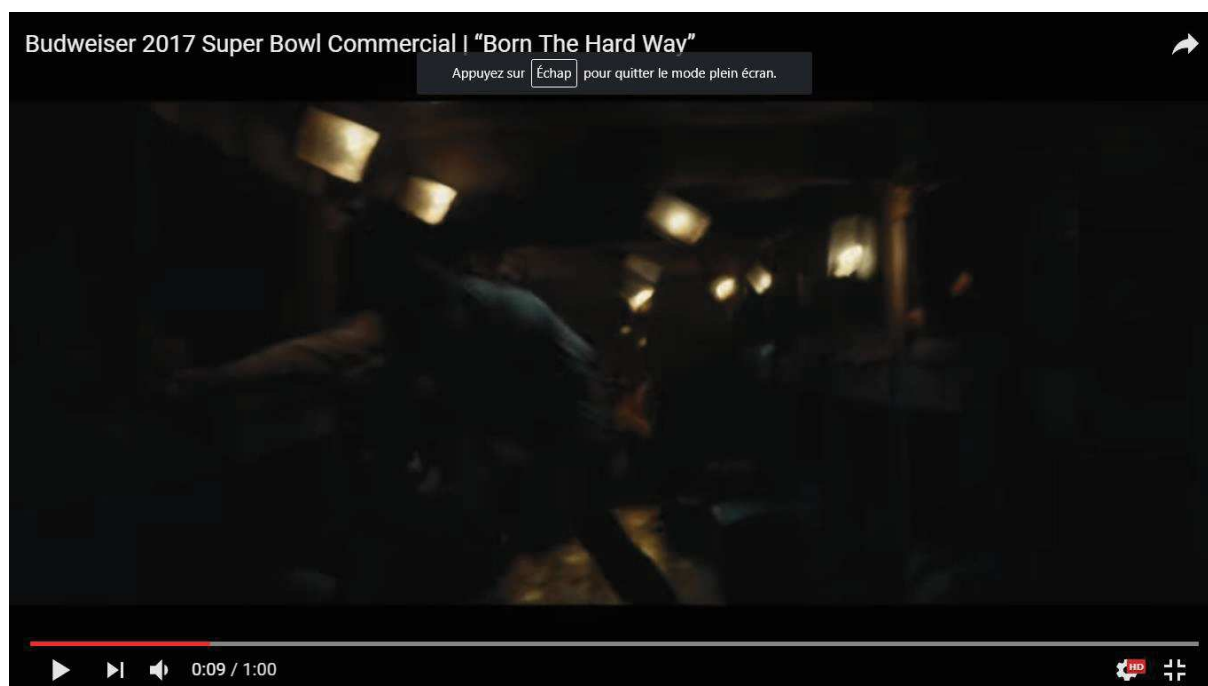 Budweiser 2017 Super Bowl Commercial | “Born The Hard Way”
Appuyez sur Échap pour quitter le mode plein écran.
0:09 / 1:00
HD